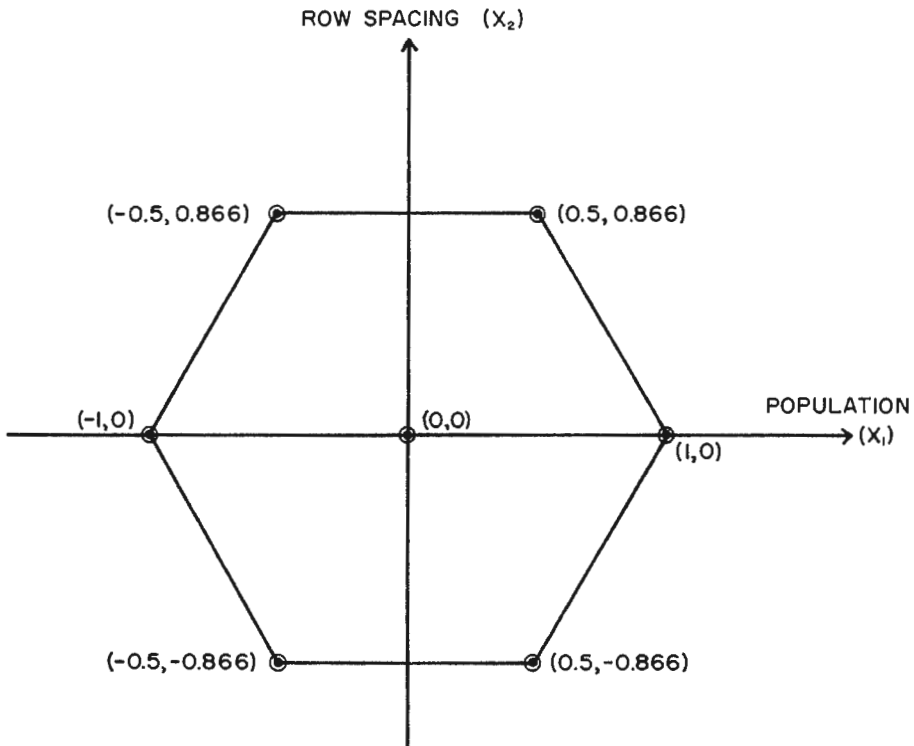 ROW SPACING (X₂)
(-0.5, 0.866)
(0.5, 0.866)
(-1,0)
(0,0)
POPULATION
(X₁)
(1,0)
(-0.5,-0.866)
(0.5,-0.866)